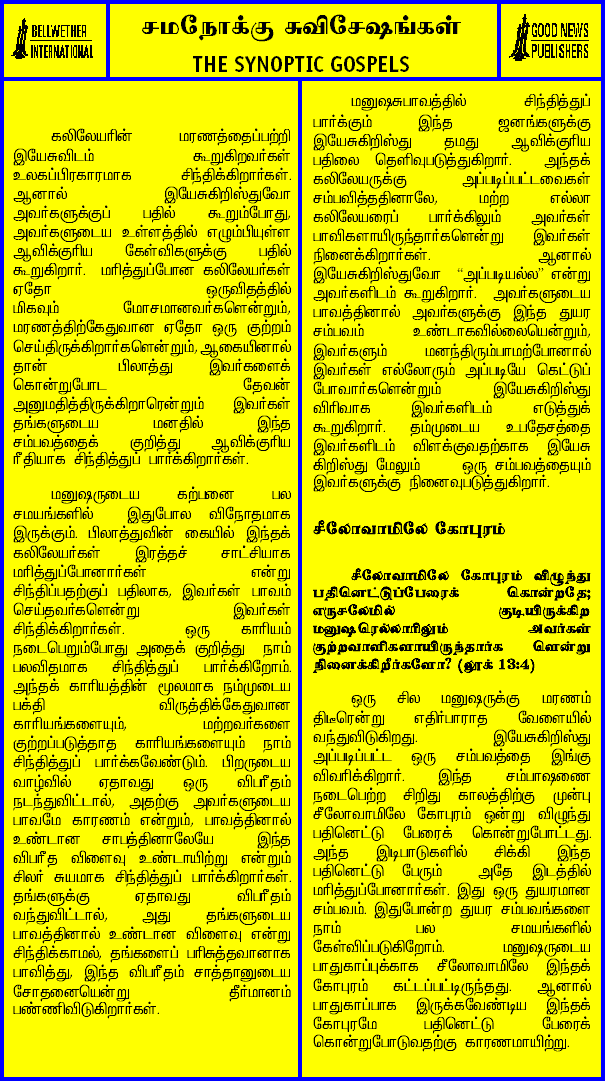 BELLWETHER
INTERNATIONAL
சமநோக்கு சுவிசேஷங்கள்
THE SYNOPTIC GOSPELS
GOOD NEWS
PUBLISHERS
கலிலேயரின் மரணத்தைப்பற்றி
இயேசுவிடம் கூறுகிறவர்கள்
உலகப்பிரகாரமாக சிந்திக்கிறார்கள்.
ஆனால் இயேசுகிறிஸ்துவோ
அவர்களுக்குப் பதில் கூறும்போது,
அவர்களுடைய உள்ளத்தில் எழும்பியுள்ள
ஆவிக்குரிய கேள்விகளுக்கு பதில்
கூறுகிறார். மரித்துப்போன கலிலேயர்கள்
ஏதோ ஒருவிதத்தில்
மிகவும் மோசமானவர்களென்றும்,
மரணத்திற்கேதுவான ஏதோ ஒரு குற்றம்
செய்திருக்கிறார்களென்றும், ஆகையினால்
தான் பிலாத்து இவர்களைக்
கொன்றுபோட தேவன்
அனுமதித்திருக்கிறாரென்றும் இவர்கள்
தங்களுடைய மனதில் இந்த
சம்பவத்தைக் குறித்து ஆவிக்குரிய
ரீதியாக சிந்தித்துப் பார்க்கிறார்கள்.
மனுஷருடைய கற்பனை பல
சமயங்களில் இதுபோல விநோதமாக
இருக்கும். பிலாத்துவின் கையில் இந்தக்
கலிலேயர்கள் இரத்தச் சாட்சியாக
மரித்துப்போனார்கள் என்று
சிந்திப்பதற்குப் பதிலாக, இவர்கள் பாவம்
செய்தவர்களென்று இவர்கள்
சிந்திக்கிறார்கள். ஒரு காரியம்
நடைபெறும்போது அதைக் குறித்து நாம்
பலவிதமாக சிந்தித்துப் பார்க்கிறோம்.
அந்தக் காரியத்தின் மூலமாக நம்முடைய
பக்தி விருத்திக்கேதுவான
காரியங்களையும், மற்றவர்களை
குற்றப்படுத்தாத காரியங்களையும் நாம்
சிந்தித்துப் பார்க்கவேண்டும். பிறருடைய
வாழ்வில் ஏதாவது ஒரு விபரீதம்
நடந்துவிட்டால், அதற்கு அவர்களுடைய
பாவமே காரணம் என்றும், பாவத்தினால்
உண்டான சாபத்தினாலேயே இந்த
விபரீத விளைவு உண்டாயிற்று என்றும்
சிலர் சுயமாக சிந்தித்துப் பார்க்கிறார்கள்.
தங்களுக்கு ஏதாவது விபரீதம்
வந்துவிட்டால், அது தங்களுடைய
பாவத்தினால் உண்டான விளைவு என்று
சிந்திக்காமல், தங்களைப் பரிசுத்தவானாக
பாவித்து, இந்த விபரீதம் சாத்தானுடைய
சோதனையென்று தீர்மானம்
பண்ணிவிடுகிறார்கள்.
மனுஷசுபாவத்தில் சிந்தித்துப்
பார்க்கும் இந்த ஜனங்களுக்கு
இயேசுகிறிஸ்து தமது ஆவிக்குரிய
பதிலை தெளிவுபடுத்துகிறார். அந்தக்
கலிலேயருக்கு அப்படிப்பட்டவைகள்
சம்பவித்ததினாலே, மற்ற எல்லா
கலிலேயரைப் பார்க்கிலும் அவர்கள்
பாவிகளாயிருந்தார்களென்று இவர்கள்
நினைக்கிறார்கள். ஆனால்
இயேசுகிறிஸ்துவோ “அப்படியல்ல” என்று
அவர்களிடம் கூறுகிறார். அவர்களுடைய
பாவத்தினால் அவர்களுக்கு இந்த துயர
சம்பவம் உண்டாகவில்லையென்றும்,
இவர்களும் மனந்திரும்பாமற்போனால்
இவர்கள் எல்லோரும் அப்படியே கெட்டுப்
போவார்களென்றும் இயேசுகிறிஸ்து
விரிவாக இவர்களிடம் எடுத்துக்
கூறுகிறார். தம்முடைய உபதேசத்தை
இவர்களிடம் விளக்குவதற்காக இயேசு
கிறிஸ்து மேலும் ஒரு சம்பவத்தையும்
இவர்களுக்கு நினைவுபடுத்துகிறார்.
சீலோவாமிலே கோபுரம்
சீலோவாமிலே கோபுரம் விழுந்து
பதினெட்டுப்பேரைக் கொன்றதே;
எருசலேமில் குடியிருக்கிற
மனுஷரெல்லாரிலும் அவர்கள்
குற்றவாளிகளாயிருந்தார்க ளென்று
நினைக்கிறீர்களோ? (லூக் 13:4)
ஒரு சில மனுஷருக்கு மரணம்
திடீரென்று எதிர்பாராத வேளையில்
வந்துவிடுகிறது. இயேசுகிறிஸ்து
அப்படிப்பட்ட ஒரு சம்பவத்தை இங்கு
விவரிக்கிறார். இந்த சம்பாஷணை
நடைபெற்ற சிறிது காலத்திற்கு முன்பு
சீலோவாமிலே கோபுரம் ஒன்று விழுந்து
பதினெட்டு பேரைக் கொன்றுபோட்டது.
அந்த இடிபாடுகளில் சிக்கி இந்த
பதினெட்டு பேரும் அதே இடத்தில்
மரித்துப்போனார்கள். இது ஒரு துயரமான
சம்பவம். இதுபோன்ற துயர சம்பவங்களை
நாம் பல சமயங்களில்
கேள்விப்படுகிறோம். மனுஷருடைய
பாதுகாப்புக்காக சீலோவாமிலே இந்தக்
கோபுரம் கட்டப்பட்டிருந்தது. ஆனால்
பாதுகாப்பாக இருக்கவேண்டிய இந்தக்
கோபுரமே பதினெட்டு பேரைக்
கொன்றுபோடுவதற்கு காரணமாயிற்று.